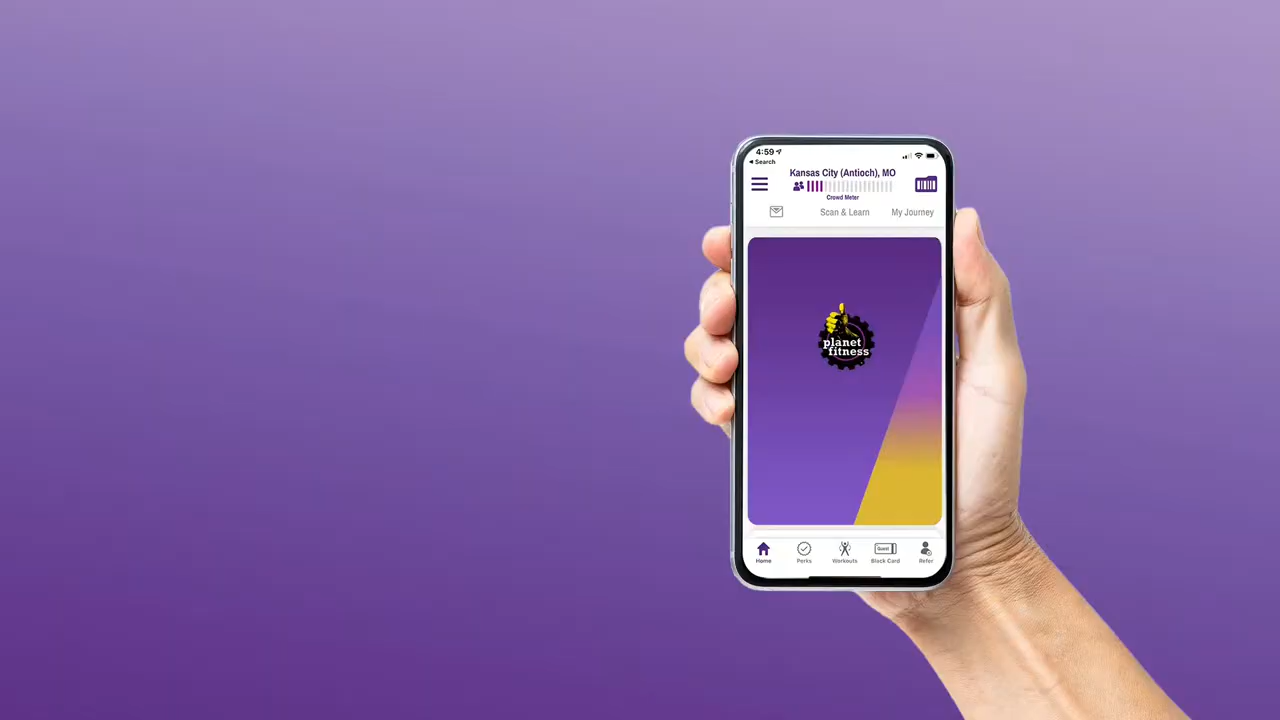 4:59
Search
Kansas City (Antioch), MO
Crowd Meter
Scan & Learn
My Journey
planet
fitness
Guest
Home
Perks
Workouts
Black Card
Refer